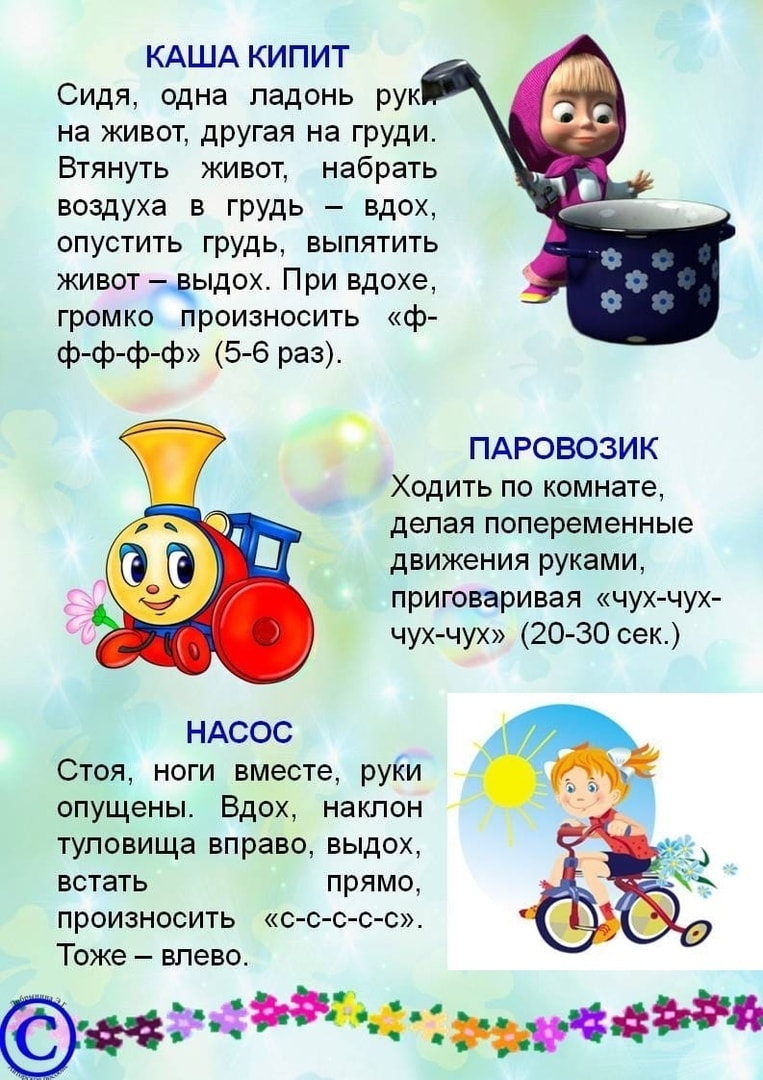 КАША КИПИТ
Сидя, одна ладонь руки
на живот, другая на груди.
Втянуть живот, набрать
воздуха в грудь – вдох,
опустить грудь, выпятить
живот – выдох. При вдохе,
громко произносить «ф-
ф-ф-ф-ф» (5-6 раз).
ПАРОВОЗИК
Ходить по комнате,
делая попеременные
движения руками,
приговаривая «чух-чух-
чух-чух» (20-30 сек.)
НАСОС
Стоя, ноги вместе, руки
опущены. Вдох, наклон
туловища вправо, выдох,
встать прямо,
произносить «с-с-с-с-с».
Тоже – влево.
©